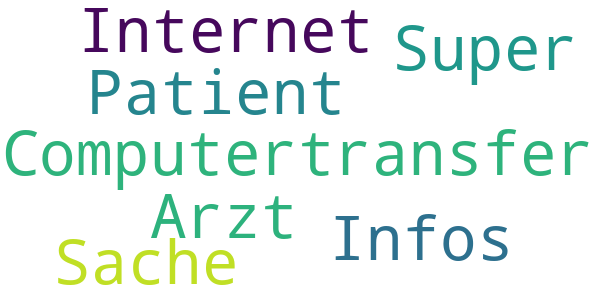 Internet
Super
Patient
Computertransfer
Arzt
Infos
Sache